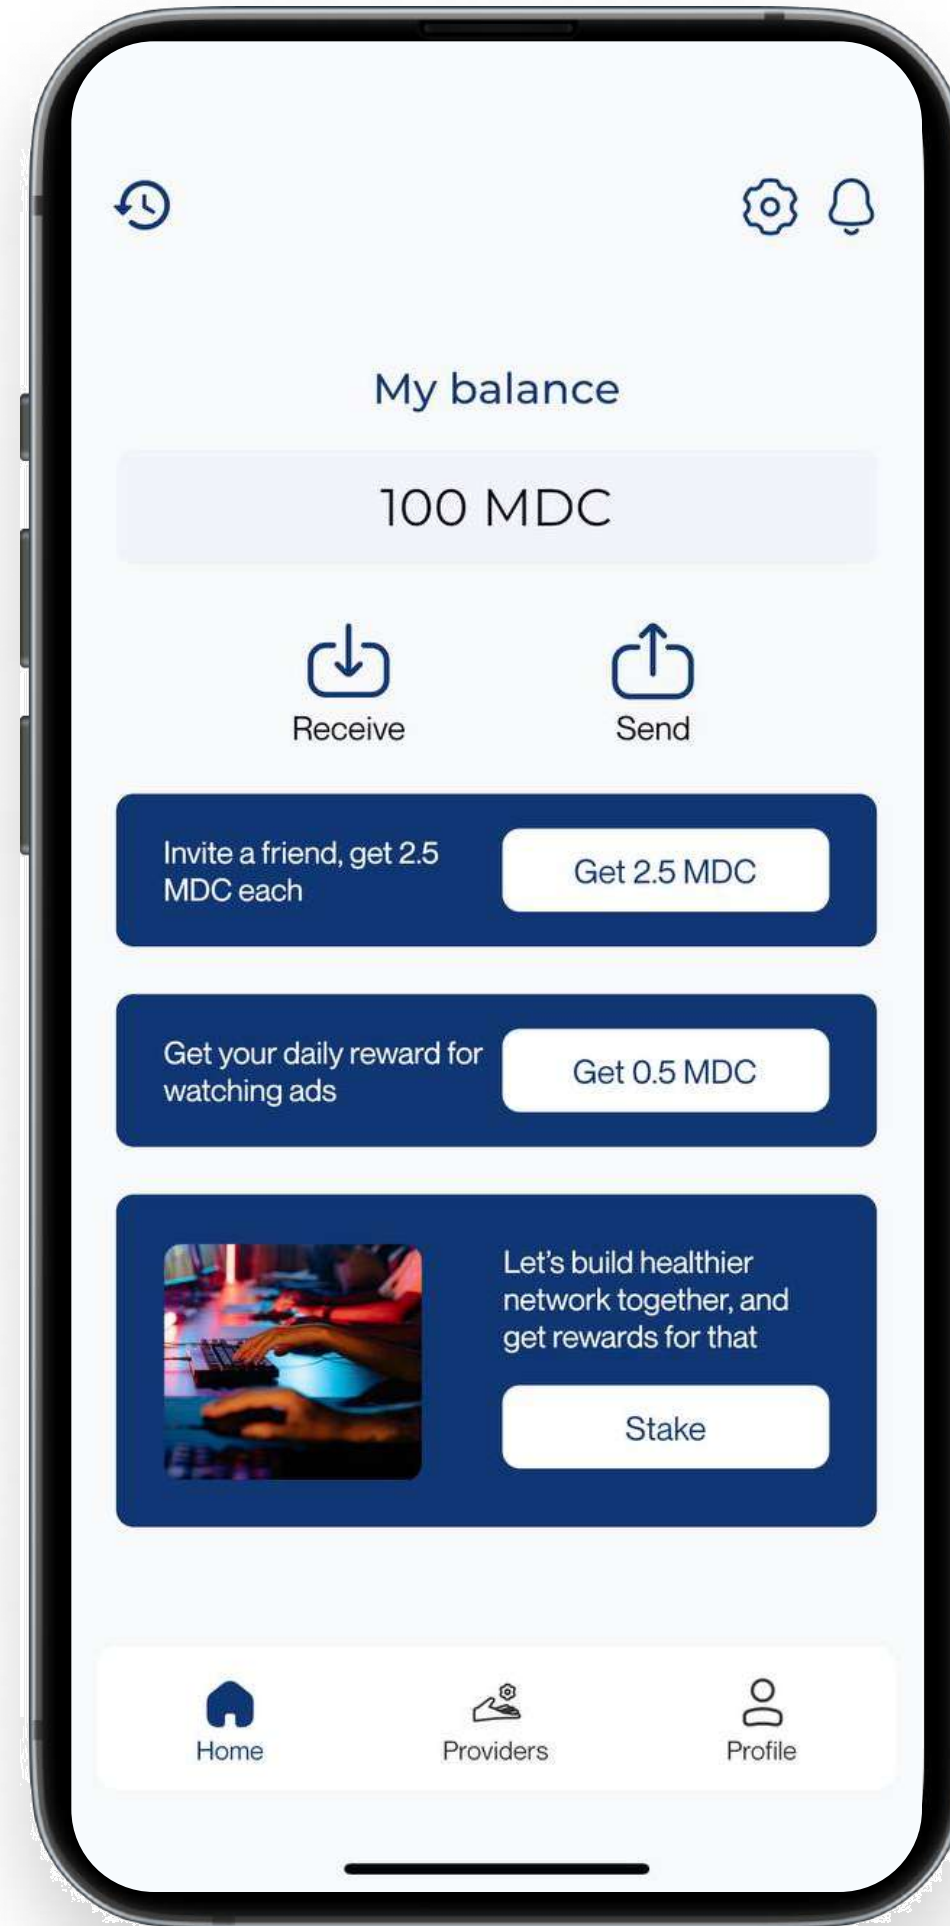 My balance
100 MDC
Receive
Send
Invite a friend, get 2.5
MDC each
Get 2.5 MDC
Get your daily reward for
watching ads
Get 0.5 MDC
Let's build healthier
network together, and
get rewards for that
Stake
Home
Providers
Profile